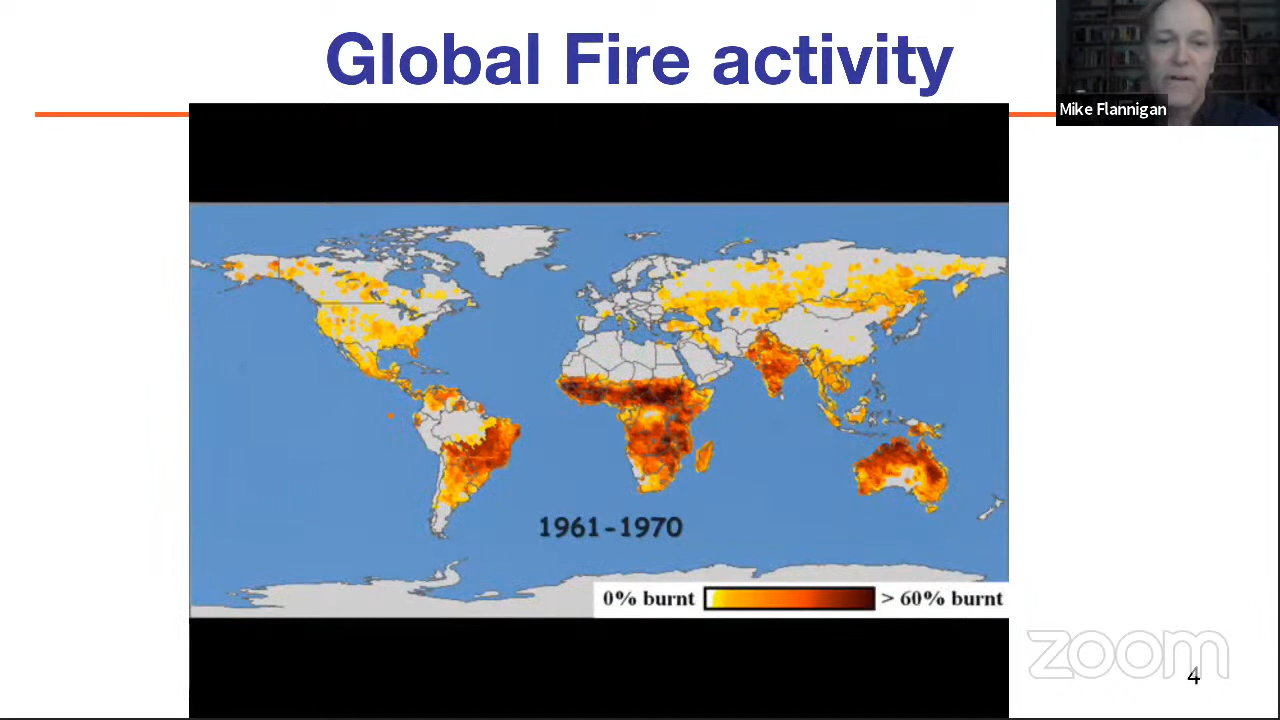 Global Fire activity
Mike Flannigan
1961-1970
0% burnt
> 60% burnt
zoom
4